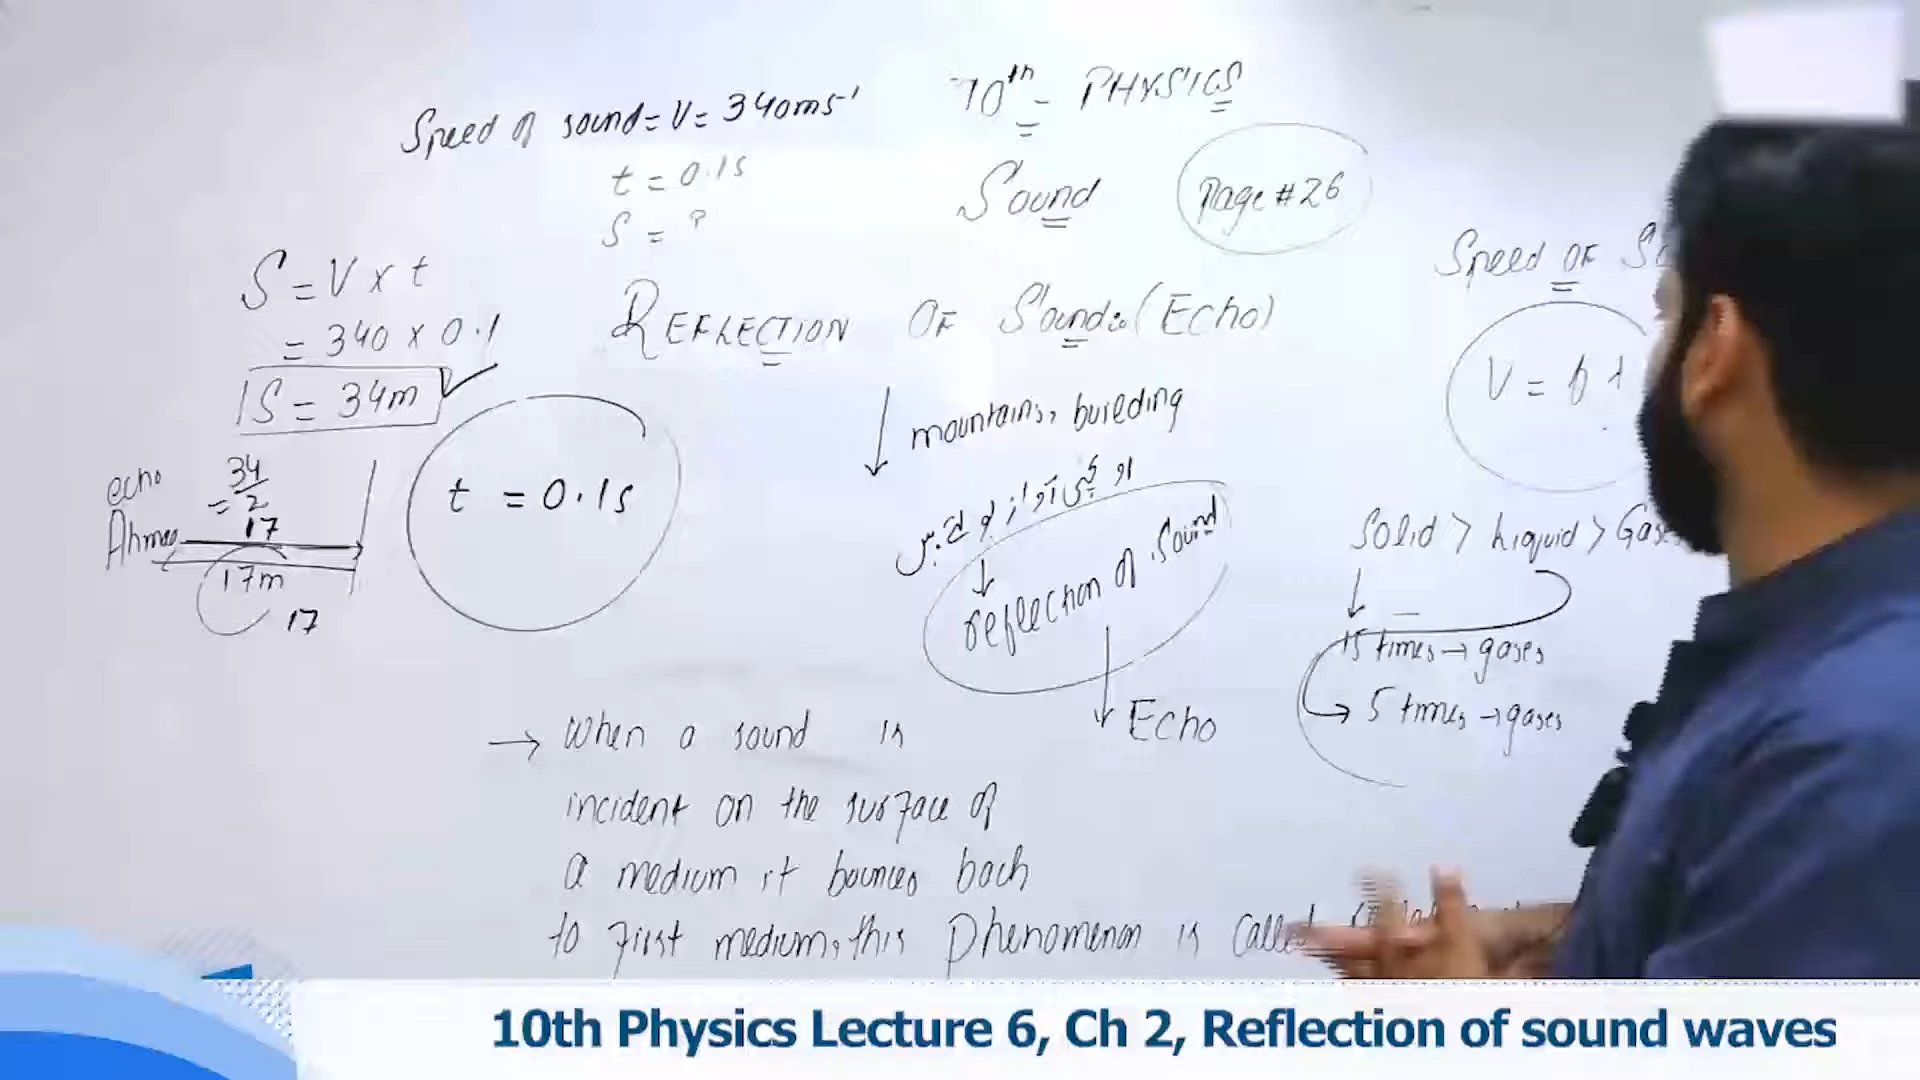 10th - PHYSICS
Speed of sound = V = 340ms-1
t = 0.1s
S = ?
Sound
Page # 26
S = V x t
= 340 x 0.1
S = 34m
REFLECTION OF Sound:(Echo)
Speed OF
V = f
mountains, building
t = 0.1s
echo
= 34/2
Ahmed
17
17m
17
reflection of sound
Echo
Solid > Liquid > Gases
15 times → gases
→ 5 times → gases
→ When a sound is
incident on the surface of
a medium it bounces back
to first medium, this phenomenon is called
10th Physics Lecture 6, Ch 2, Reflection of sound waves